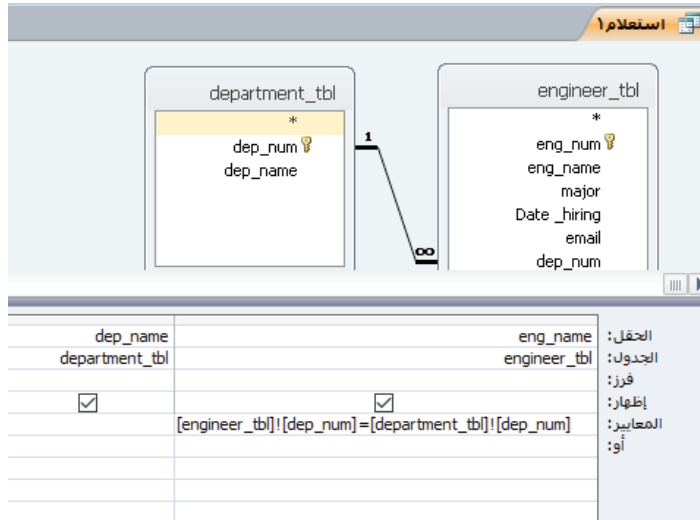 استعلام١
engineer_tbl
*
eng_num
eng_name
major
Date _hiring
email
dep_num
department_tbl
*
dep_num
dep_name
1
∞
الحقل: eng_name dep_name
الجدول: engineer_tbl department_tbl
فرز:
إظهار:
المعايير: [engineer_tbl]![dep_num]=[department_tbl]![dep_num]
أو: